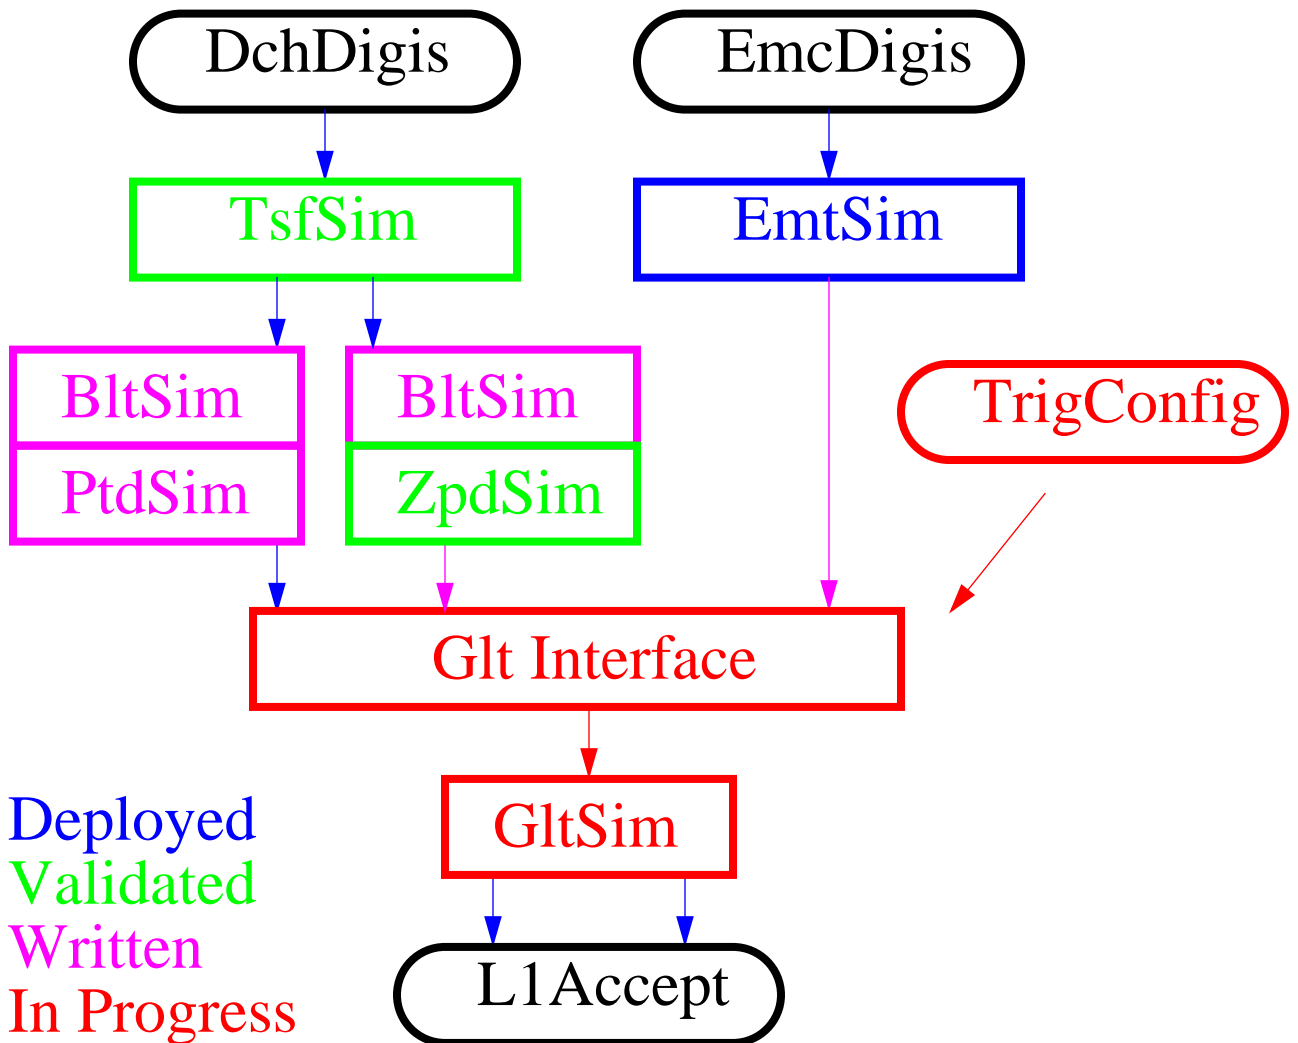 DchDigis
EmcDigis
TsfSim
EmtSim
BltSim
BltSim
TrigConfig
PtdSim
ZpdSim
Glt Interface
GltSim
Deployed
Validated
Written
In Progress
L1Accept